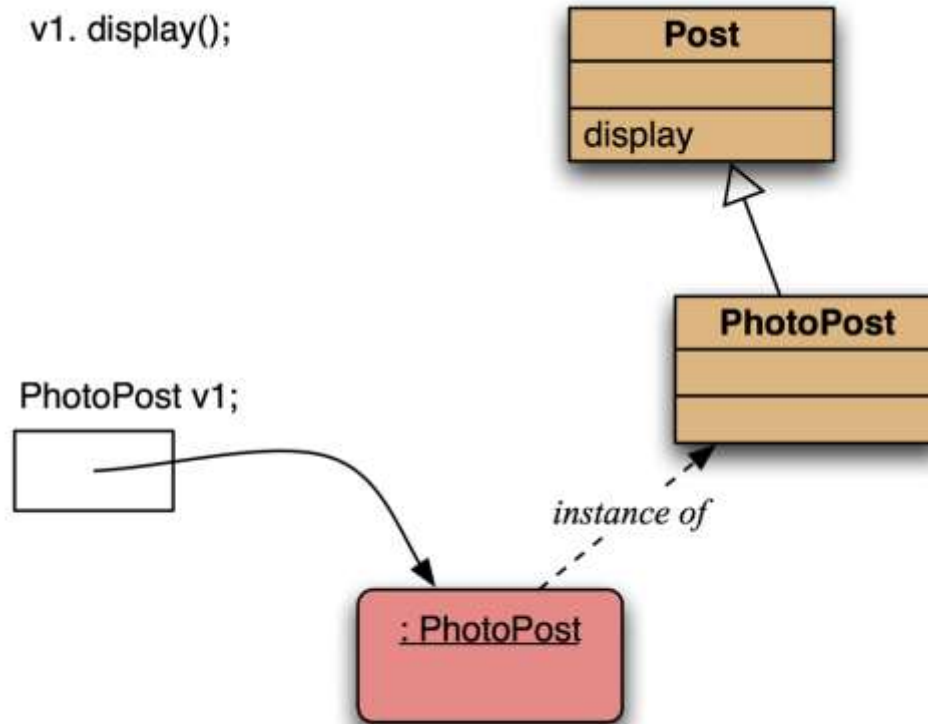 v1. display();
Post
display
PhotoPost
PhotoPost v1;
instance of
: PhotoPost